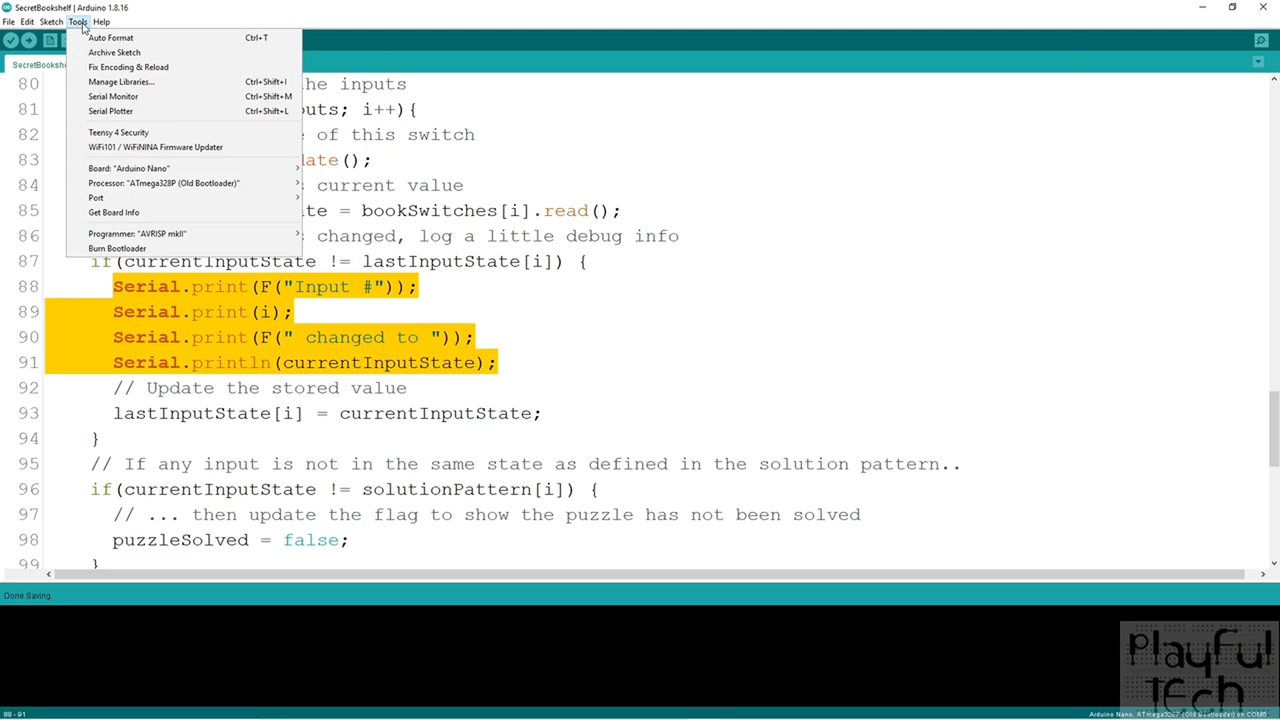 SecretBookshelf | Arduino 1.8.16
File Edit Sketch Tools Help
Auto Format Ctrl+T
Archive Sketch
Fix Encoding & Reload
Manage Libraries... Ctrl+Shift+I
Serial Monitor Ctrl+Shift+M
Serial Plotter Ctrl+Shift+L
Teensy 4 Security
WiFi101 / WiFiNINA Firmware Updater
Board: "Arduino Nano"
Processor: "ATmega328P (Old Bootloader)"
Port
Get Board Info
Programmer: "AVRISP mkII"
Burn Bootloader
SecretBookshe
80 the inputs
81 uts; i++){
82 e of this switch
83 date();
84 s current value
85 te = bookSwitches[i].read();
86 s changed, log a little debug info
87 if(currentInputState != lastInputState[i]) {
88 Serial.print(F("Input #"));
89 Serial.print(i);
90 Serial.print(F(" changed to "));
91 Serial.println(currentInputState);
92 // Update the stored value
93 lastInputState[i] = currentInputState;
94 }
95 // If any input is not in the same state as defined in the solution pattern..
96 if(currentInputState != solutionPattern[i]) {
97 // ... then update the flag to show the puzzle has not been solved
98 puzzleSolved = false;
99 }
Done Saving.
PLayFuL
tEch
88 - 91
Arduino Nano, ATmega328P (Old Bootloader) on COM5